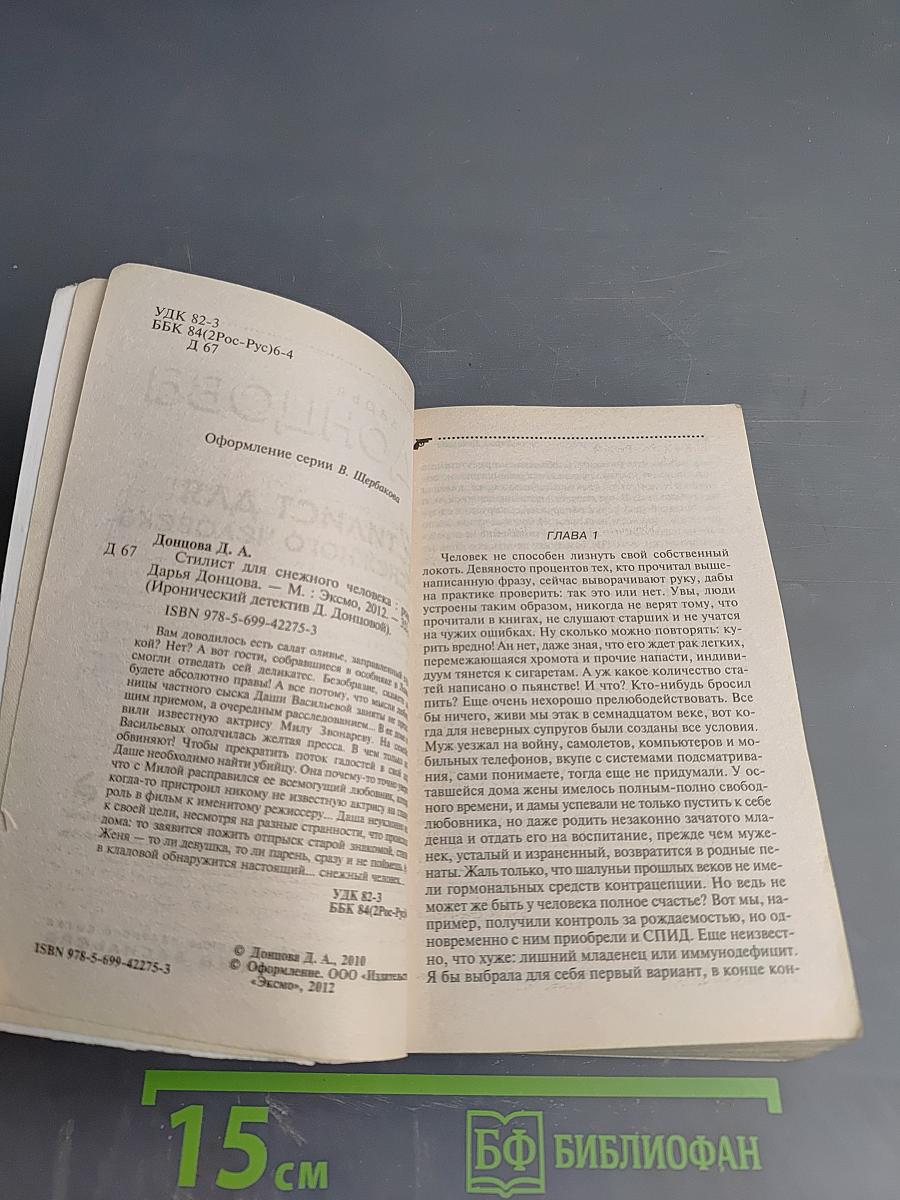 УДК 82-3
ББК 84(2Рос-Рус)6-4
Д 67
Оформление серии В. Щербакова
Донцова Д. А.
Д 67 Стилист для снежного человека :
Дарья Донцова. — М. : Эксмо, 2012. —
(Иронический детектив Д. Донцовой).
ISBN 978-5-699-42275-3
Вам доводилось есть салат оливье, заправленный
кой? Нет? А вот гости, собравшиеся в особняке в
смогли отведать сей деликатес. Безобразие, скажете
будете абсолютно правы! А все потому, что мысли
ницы частного сыска Даши Васильевой заняты не
щим приемом, а очередным расследованием... В ее
вили известную актрису Милу Звонареву. На
Васильевых ополчилась желтая пресса. В чем только
обвиняют! Чтобы прекратить поток гадостей в свой
Даше необходимо найти убийцу. Она почему-то точно
что с Милой расправился ее всемогущий любовник,
когда-то пристроил никому не известную актрису на
роль в фильм к именитому режиссеру... Даша неуклонно
к своей цели, несмотря на разные странности, что
дома: то заявится пожить отпрыск старой знакомой,
Женя — то ли девушка, то ли парень, сразу и не поймешь,
в кладовой обнаружится настоящий... снежный человек...
УДК 82-3
ББК 84(2Рос-Рус)
© Донцова Д. А., 2010
© Оформление. ООО «Издательст
«Эксмо», 2012
ISBN 978-5-699-42275-3
ГЛАВА 1
Человек не способен лизнуть свой собственный
локоть. Девяносто процентов тех, кто прочитал выше-
написанную фразу, сейчас выворачивают руку, дабы
на практике проверить: так это или нет. Увы, люди
устроены таким образом, никогда не верят тому, что
прочитали в книгах, не слушают старших и не учатся
на чужих ошибках. Ну сколько можно повторять: ку-
рить вредно! Ан нет, даже зная, что его ждет рак легких,
перемежающаяся хромота и прочие напасти, индиви-
дуум тянется к сигаретам. А уж какое количество ста-
тей написано о пьянстве! И что? Кто-нибудь бросил
пить? Еще очень нехорошо прелюбодействовать. Все
бы ничего, живи мы этак в семнадцатом веке, вот ко-
гда для неверных супругов были созданы все условия.
Муж уезжал на войну, самолетов, компьютеров и мо-
бильных телефонов, вкупе с системами подсматрива-
ния, сами понимаете, тогда еще не придумали. У ос-
тавшейся дома жены имелось полным-полно свобод-
ного времени, и дамы успевали не только пустить к себе
любовника, но даже родить незаконно зачатого мла-
денца и отдать его на воспитание, прежде чем муже-
нек, усталый и израненный, возвратится в родные пе-
наты. Жаль только, что шалуньи прошлых веков не име-
ли гормональных средств контрацепции. Но ведь не
может же быть у человека полное счастье? Вот мы, на-
пример, получили контроль за рождаемостью, но од-
новременно с ним приобрели и СПИД. Еще неизвест-
но, что хуже: лишний младенец или иммунодефицит.
Я бы выбрала для себя первый вариант, в конце кон-
15 см
БФ БИБЛИОФАН